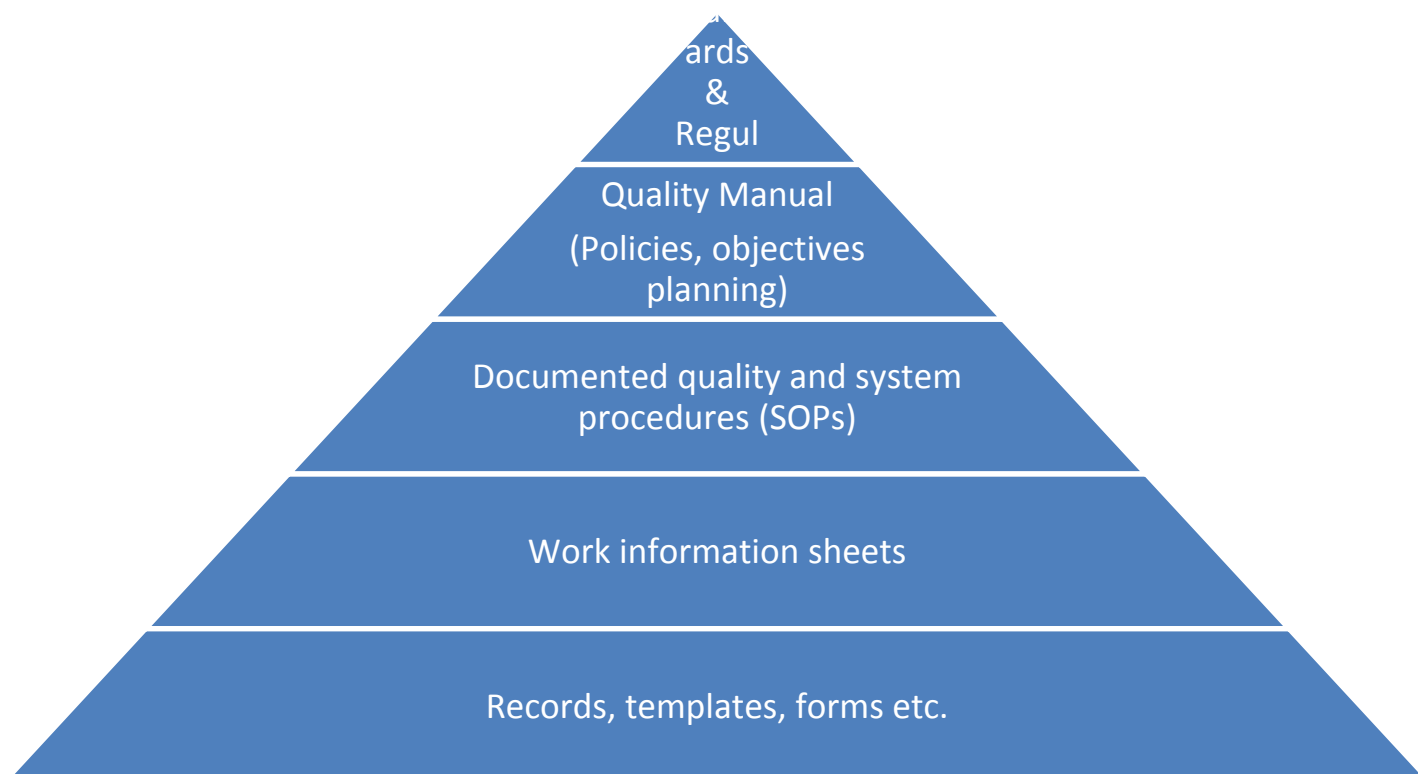 ards
&
Regul
Quality Manual
(Policies, objectives
planning)
Documented quality and system
procedures (SOPs)
Work information sheets
Records, templates, forms etc.